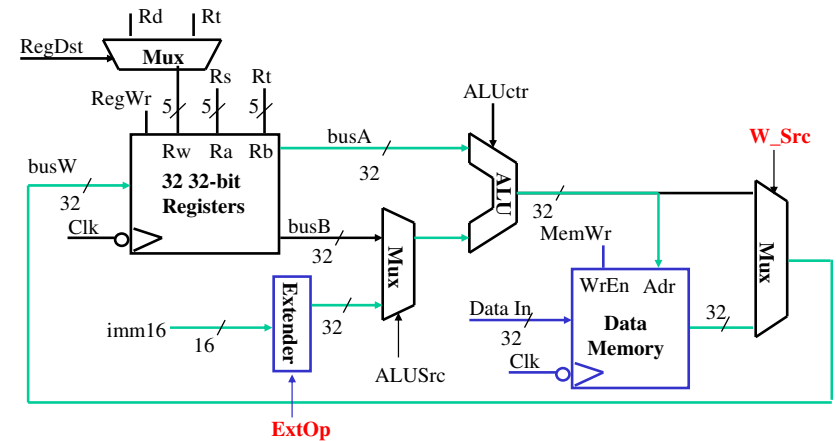 Rd Rt
RegDst
Mux
Rs Rt
ALUctr
RegWr
5 5 5
busA
W_Src
busW
Rw Ra Rb
32
32
32 32-bit
Registers
ALU
32
Clk
busB
32
MemWr
Mux
Mux
WrEn Adr
Extender
Data In
32
32
32
imm16
16
Data
Memory
Clk
ALUSrc
ExtOp